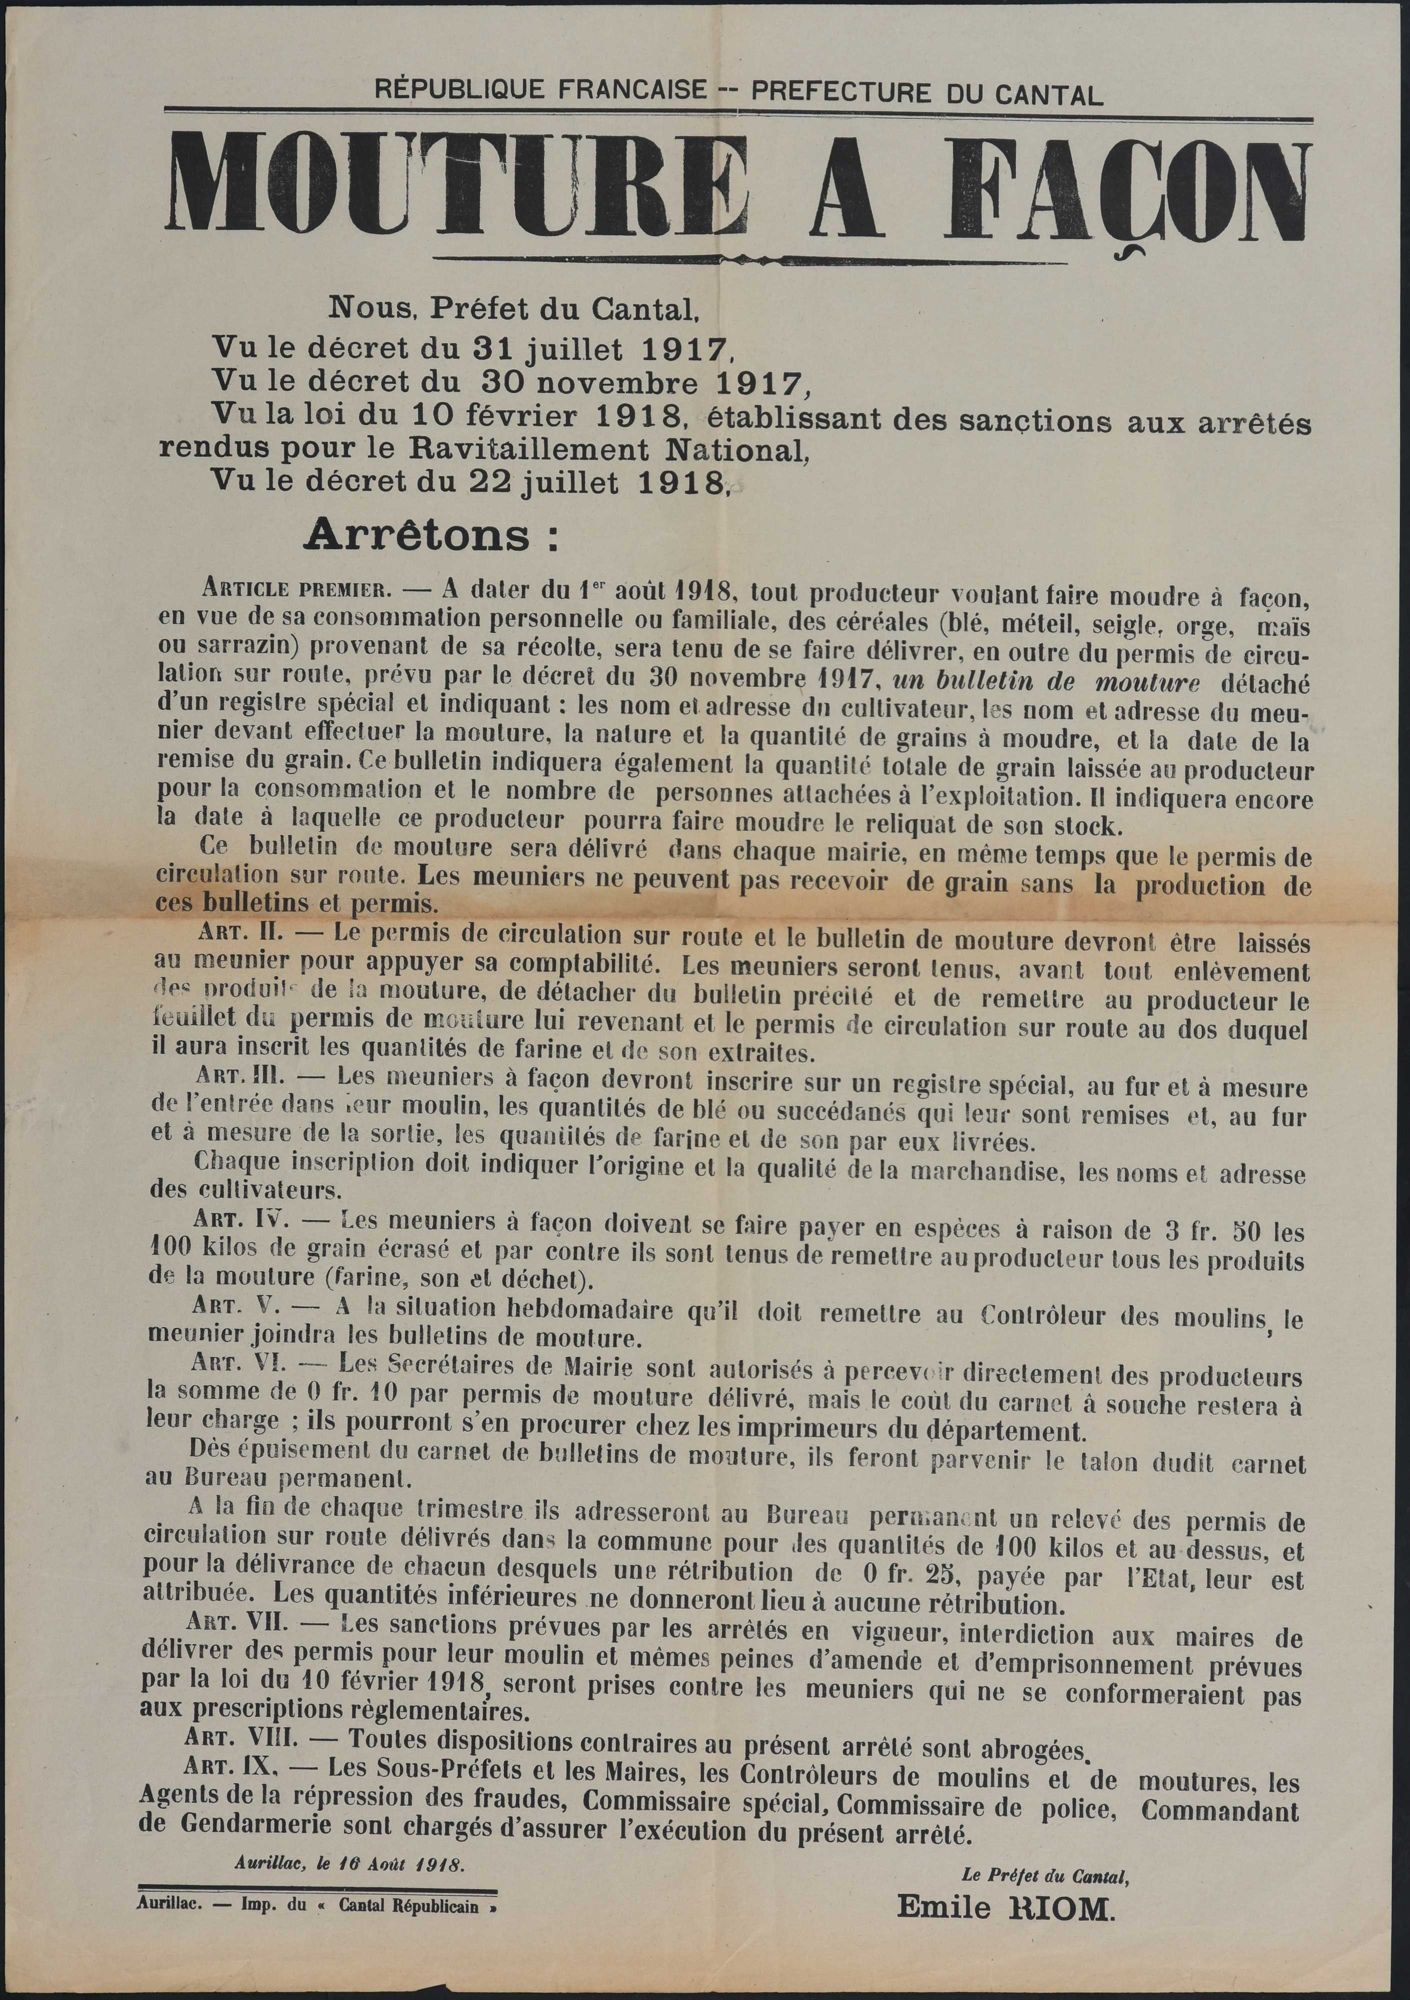 RÉPUBLIQUE FRANCAISE -- PREFECTURE DU CANTAL
MOUTURE A FAÇON
Nous, Préfet du Cantal,
Vu le décret du 31 juillet 1917,
Vu le décret du 30 novembre 1917,
Vu la loi du 10 février 1918, établissant des sanctions aux arrêtés
rendus pour le Ravitaillement National,
Vu le décret du 22 juillet 1918,
Arrêtons :
ARTICLE PREMIER. — A dater du 1er août 1918, tout producteur voulant faire moudre à façon,
en vue de sa consommation personnelle ou familiale, des céréales (blé, méteil, seigle, orge, maïs
ou sarrazin) provenant de sa récolte, sera tenu de se faire délivrer, en outre du permis de circu-
lation sur route, prévu par le décret du 30 novembre 1917, un bulletin de mouture détaché
d'un registre spécial et indiquant : les nom et adresse du cultivateur, les nom et adresse du meu-
nier devant effectuer la mouture, la nature et la quantité de grains à moudre, et la date de la
remise du grain. Ce bulletin indiquera également la quantité totale de grain laissée au producteur
pour la consommation et le nombre de personnes attachées à l'exploitation. Il indiquera encore
la date à laquelle ce producteur pourra faire moudre le reliquat de son stock.
Ce bulletin de mouture sera délivré dans chaque mairie, en même temps que le permis de
circulation sur route. Les meuniers ne peuvent pas recevoir de grain sans la production de
ces bulletins et permis.
ART. II. — Le permis de circulation sur route et le bulletin de mouture devront être laissés
au meunier pour appuyer sa comptabilité. Les meuniers seront tenus, avant tout enlèvement
des produits de la mouture, de détacher du bulletin précité et de remettre au producteur le
feuillet du permis de mouture lui revenant et le permis de circulation sur route au dos duquel
il aura inscrit les quantités de farine et de son extraites.
ART. III. — Les meuniers à façon devront inscrire sur un registre spécial, au fur et à mesure
de l'entrée dans leur moulin, les quantités de blé ou succédanés qui leur sont remises et, au fur
et à mesure de la sortie, les quantités de farine et de son par eux livrées.
Chaque inscription doit indiquer l'origine et la qualité de la marchandise, les noms et adresse
des cultivateurs.
ART. IV. — Les meuniers à façon doivent se faire payer en espèces à raison de 3 fr. 50 les
100 kilos de grain écrasé et par contre ils sont tenus de remettre au producteur tous les produits
de la mouture (farine, son et déchet).
ART. V. — A la situation hebdomadaire qu'il doit remettre au Contrôleur des moulins, le
meunier joindra les bulletins de mouture.
ART. VI. — Les Secrétaires de Mairie sont autorisés à percevoir directement des producteurs
la somme de 0 fr. 10 par permis de mouture délivré, mais le coût du carnet à souche restera à
leur charge ; ils pourront s'en procurer chez les imprimeurs du département.
Dès épuisement du carnet de bulletins de mouture, ils feront parvenir le talon dudit carnet
au Bureau permanent.
A la fin de chaque trimestre ils adresseront au Bureau permanent un relevé des permis de
circulation sur route délivrés dans la commune pour des quantités de 100 kilos et au dessus, et
pour la délivrance de chacun desquels une rétribution de 0 fr. 25, payée par l'Etat, leur est
attribuée. Les quantités inférieures ne donneront lieu à aucune rétribution.
ART. VII. — Les sanctions prévues par les arrêtés en vigueur, interdiction aux maires de
délivrer des permis pour leur moulin et mêmes peines d'amende et d'emprisonnement prévues
par la loi du 10 février 1918, seront prises contre les meuniers qui ne se conformeraient pas
aux prescriptions règlementaires.
ART. VIII. — Toutes dispositions contraires au présent arrêté sont abrogées.
ART. IX. — Les Sous-Préfets et les Maires, les Contrôleurs de moulins et de moutures, les
Agents de la répression des fraudes, Commissaire spécial, Commissaire de police, Commandant
de Gendarmerie sont chargés d'assurer l'exécution du présent arrêté.
Aurillac, le 16 Août 1918.
Le Préfet du Cantal,
Emile RIOM.
Aurillac. — Imp. du « Cantal Républicain »